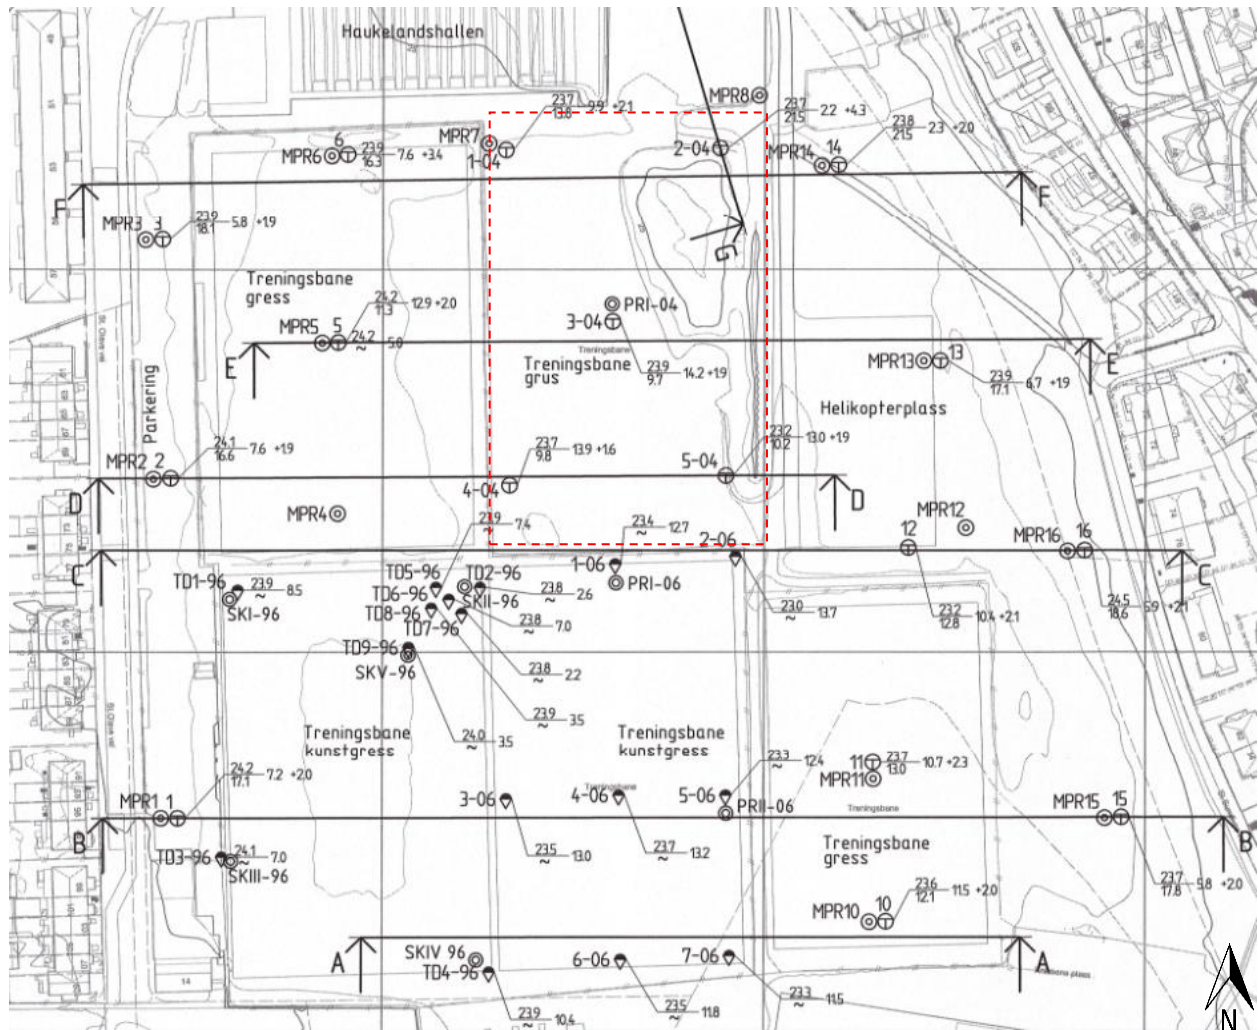 Haukelandshallen
MPR8
23.7 9.9 +2.1
13.8
23.7 2.2 +4.3
21.5
23.8 2.3 +2.0
21.5
MPR7
1-04
2-04
MPR14 14
MPR6 6
23.9 7.6 +3.4
16.3
F
F
MPR3 3
23.9 5.8 +1.9
18.1
G
25
Treningsbane
gress
24.2 12.9 +2.0
11.3
MPR5 5
24.2 5.0
~
PRI-04
3-04
Treningsbane
Treningsbane
grus
23.9 14.2 +1.9
9.7
MPR13 13
23.9 6.7 +1.9
17.1
E
E
Parkering
St. Olavs vei
Helikopterplass
MPR2 2
24.1 7.6 +1.9
16.6
23.7 13.9 +1.6
9.8
4-04
5-04
23.2 13.0 +1.9
10.2
D
D
MPR4
23.9 7.4
~
23.4 12.7
~
2-06
12
MPR12
MPR16 16
C
C
TD1-96
23.9 8.5
~
SKI-96
TD5-96
TD2-96
TD6-96
SKII-96
TD8-96
TD7-96
23.8 2.6
~
23.8 7.0
~
1-06
PRI-06
23.0 13.7
~
23.2 10.4 +2.1
12.8
24.5 5.9 +2.1
18.6
TD9-96
SKV-96
23.8 2.2
~
23.9 3.5
~
24.0 3.5
~
Treningsbane
kunstgress
Treningsbane
kunstgress
23.3 12.4
~
11
MPR11
23.7 10.7 +2.3
13.0
MPR1 1
24.2 7.2 +2.0
17.1
3-06
4-06
Treningsbane
5-06
PRII-06
Treningsbane
MPR15 15
B
B
TD3-96
24.1 7.0
~
SKIII-96
23.5 13.0
~
23.7 13.2
~
Treningsbane
gress
23.7 5.8 +2.0
17.8
MPR10 10
23.6 11.5 +2.0
12.1
A
A
SKIV 96
TD4-96
6-06
7-06
23.9 10.4
~
23.5 11.8
~
23.3 11.5
~
14
N